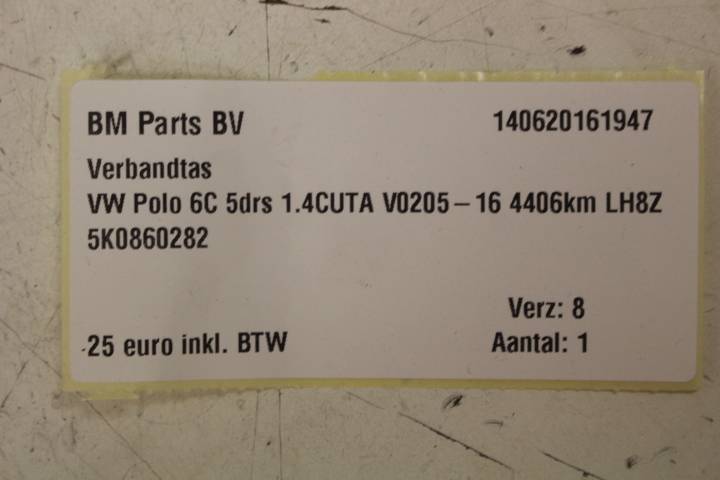 BM Parts BV 140620161947
Verbandtas
VW Polo 6C 5drs 1.4CUTA V0205-16 4406km LH8Z
5K0860282
Verz: 8
25 euro inkl. BTW Aantal: 1